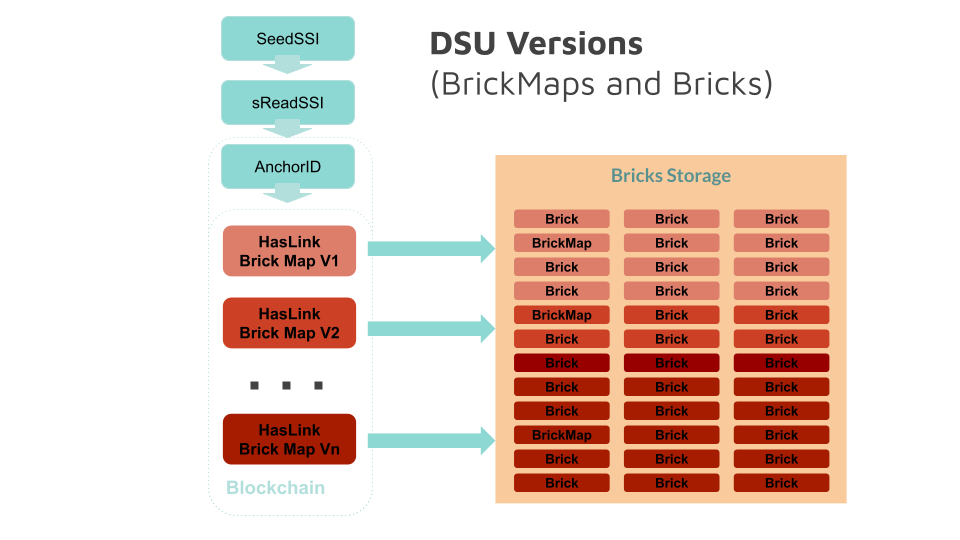 DSU Versions
(BrickMaps and Bricks)
SeedSSI
sReadSSI
AnchorID
HasLink
Brick Map V1
HasLink
Brick Map V2
HasLink
Brick Map Vn
Blockchain
Bricks Storage
Brick Brick Brick
BrickMap Brick Brick
Brick Brick Brick
Brick Brick Brick
BrickMap Brick Brick
Brick Brick Brick
Brick Brick Brick
Brick Brick Brick
Brick Brick Brick
BrickMap Brick Brick
Brick Brick Brick
Brick Brick Brick